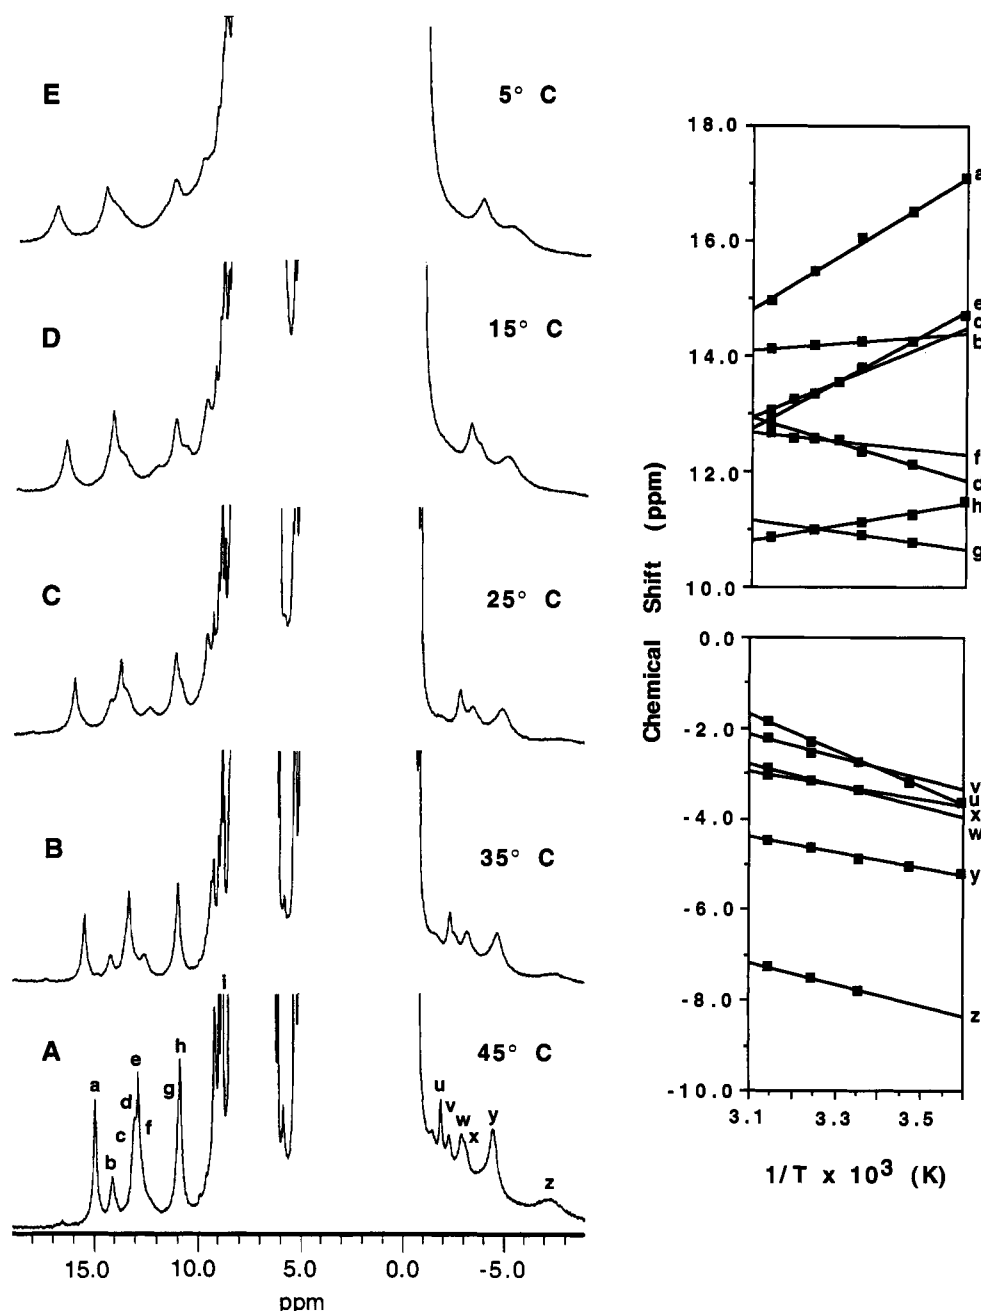 E
5° C
D
15° C
C
25° C
B
35° C
i
A
45° C
a
b
c
d
e
f
g
h
u
v
w
x
y
z
15.0
10.0
5.0
0.0
-5.0
ppm
18.0
16.0
14.0
12.0
10.0
a
e
c
b
f
d
h
g
Chemical Shift (ppm)
0.0
-2.0
-4.0
-6.0
-8.0
-10.0
v
u
x
w
y
z
3.1
3.3
3.5
1/T x 10³ (K)